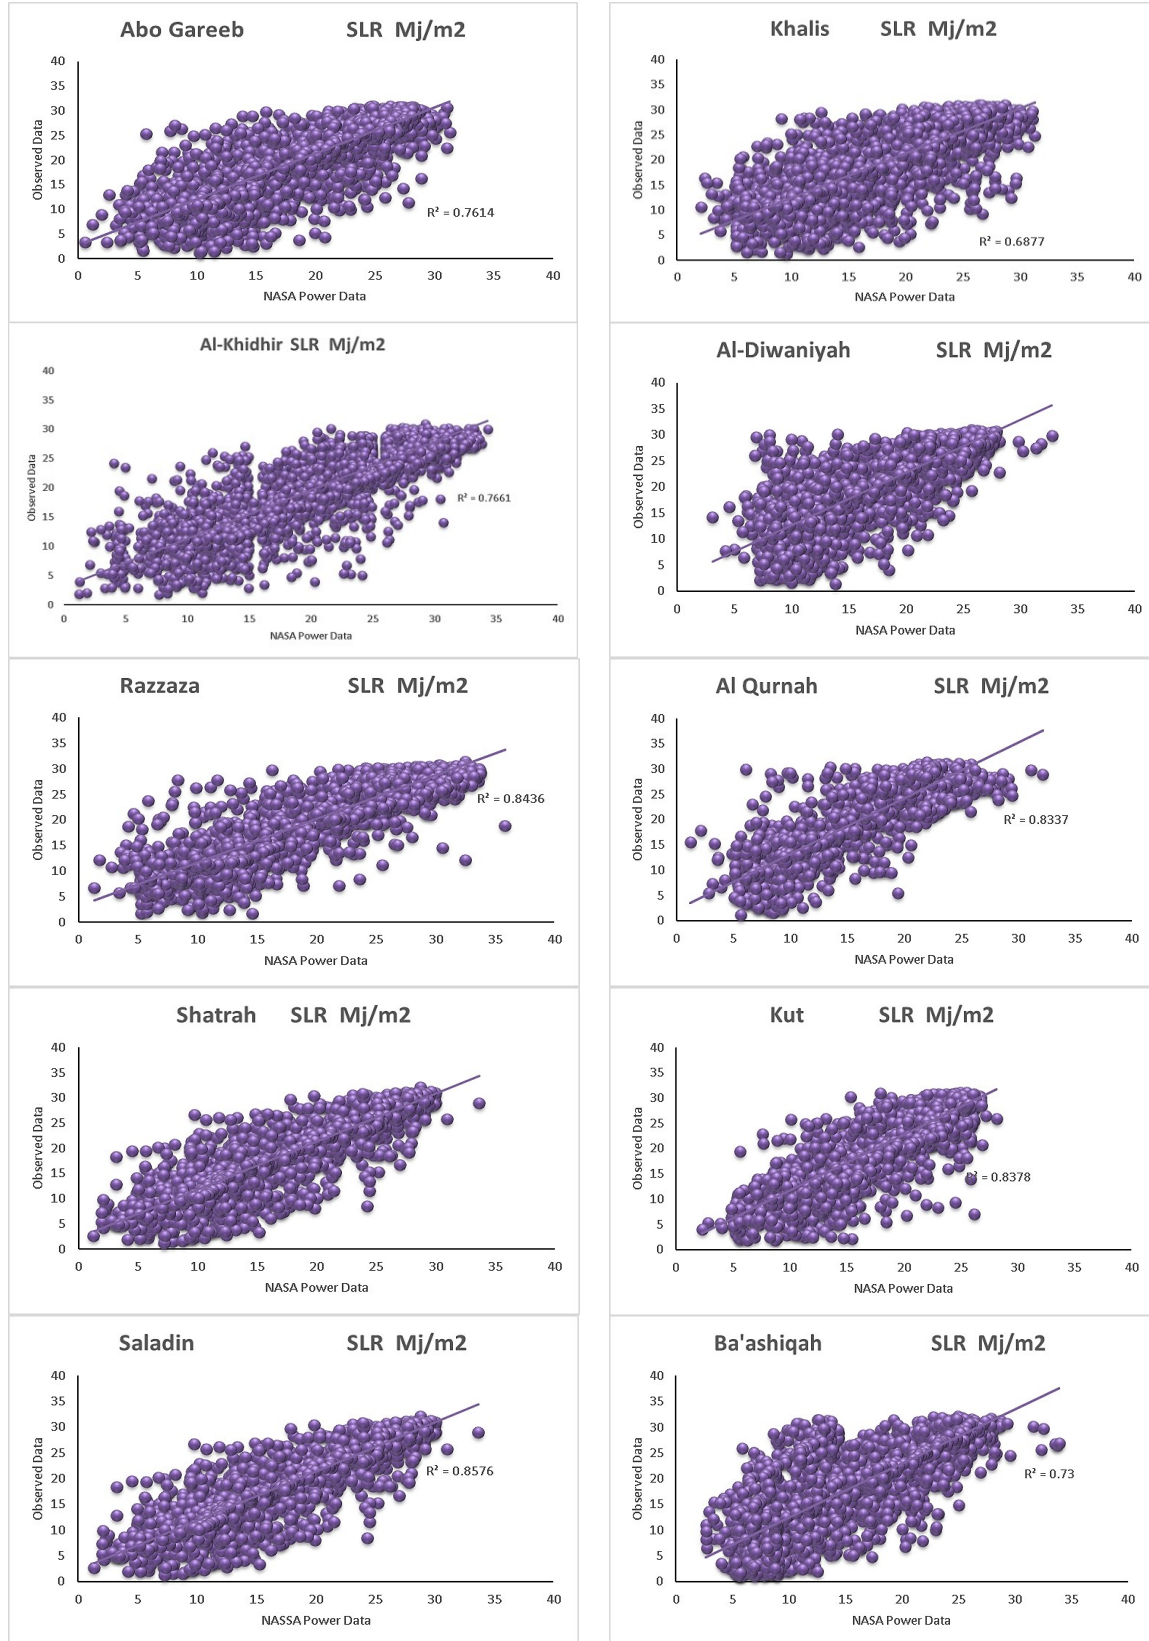 Abo Gareeb SLR Mj/m2
40
35
30
25
20
15
10
5
0
Observed Data
R² = 0.7614
0 5 10 15 20 25 30 35 40
NASA Power Data
Khalis SLR Mj/m2
40
35
30
25
20
15
10
5
0
Observed Data
R² = 0.6877
0 5 10 15 20 25 30 35 40
NASA Power Data
Al-Khidhir SLR Mj/m2
40
35
30
25
20
15
10
5
0
Observed Data
R² = 0.7661
0 5 10 15 20 25 30 35 40
NASA Power Data
Al-Diwaniyah SLR Mj/m2
40
35
30
25
20
15
10
5
0
Observed Data
0 5 10 15 20 25 30 35 40
NASA Power Data
Razzaza SLR Mj/m2
40
35
30
25
20
15
10
5
0
Observed Data
R² = 0.8436
0 5 10 15 20 25 30 35 40
NASA Power Data
Al Qurnah SLR Mj/m2
40
35
30
25
20
15
10
5
0
Observed Data
R² = 0.8337
0 5 10 15 20 25 30 35 40
NASA Power Data
Shatrah SLR Mj/m2
40
35
30
25
20
15
10
5
0
Observed Data
0 5 10 15 20 25 30 35 40
NASA Power Data
Kut SLR Mj/m2
40
35
30
25
20
15
10
5
0
Observed Data
R² = 0.8378
0 5 10 15 20 25 30 35 40
NASA Power Data
Saladin SLR Mj/m2
40
35
30
25
20
15
10
5
0
Observed Data
R² = 0.8576
0 5 10 15 20 25 30 35 40
NASSA Power Data
Ba'ashiqah SLR Mj/m2
40
35
30
25
20
15
10
5
0
Observed Data
R² = 0.73
0 5 10 15 20 25 30 35 40
NASA Power Data